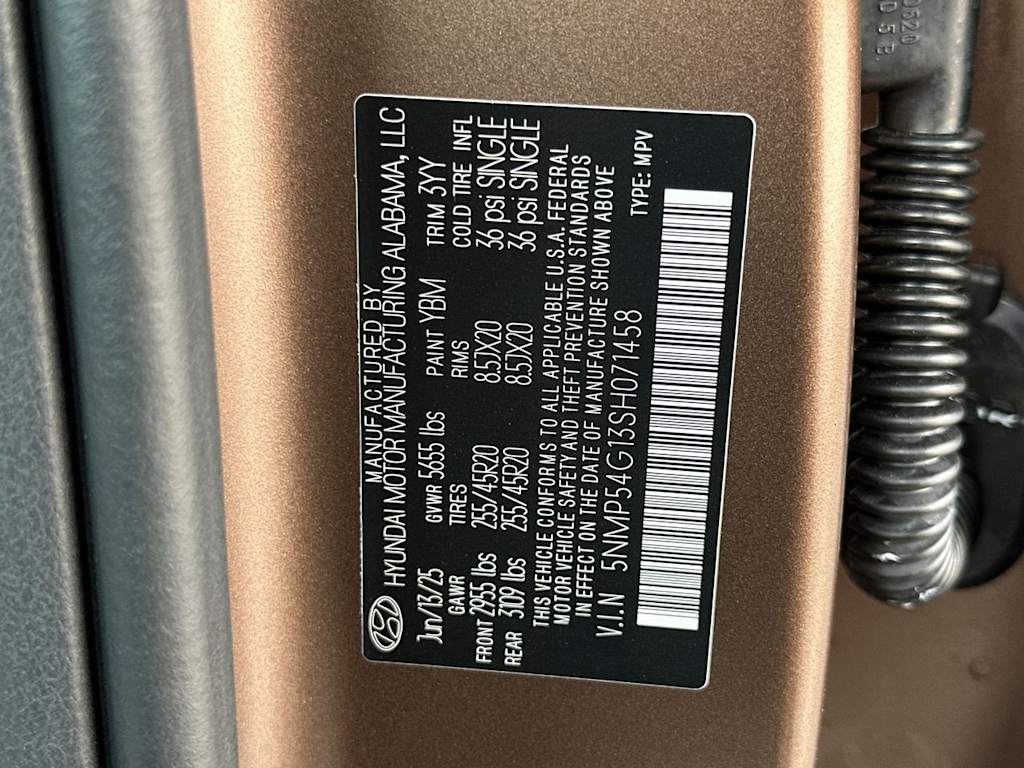 MANUFACTURED BY
HYUNDAI MOTOR MANUFACTURING ALABAMA, LLC
Jun/13/25 GVWR 5655 lbs PAINT YBM TRIM 3YY
GAWR TIRES RIMS COLD TIRE INFL
FRONT 2955 lbs 255/45R20 8.5JX20 36 psi SINGLE
REAR 3109 lbs 255/45R20 8.5JX20 36 psi SINGLE
THIS VEHICLE CONFORMS TO ALL APPLICABLE U.S.A. FEDERAL
MOTOR VEHICLE SAFETY AND THEFT PREVENTION STANDARDS
IN EFFECT ON THE DATE OF MANUFACTURE SHOWN ABOVE
V.I.N 5NMP54G13SH071458 TYPE: MPV